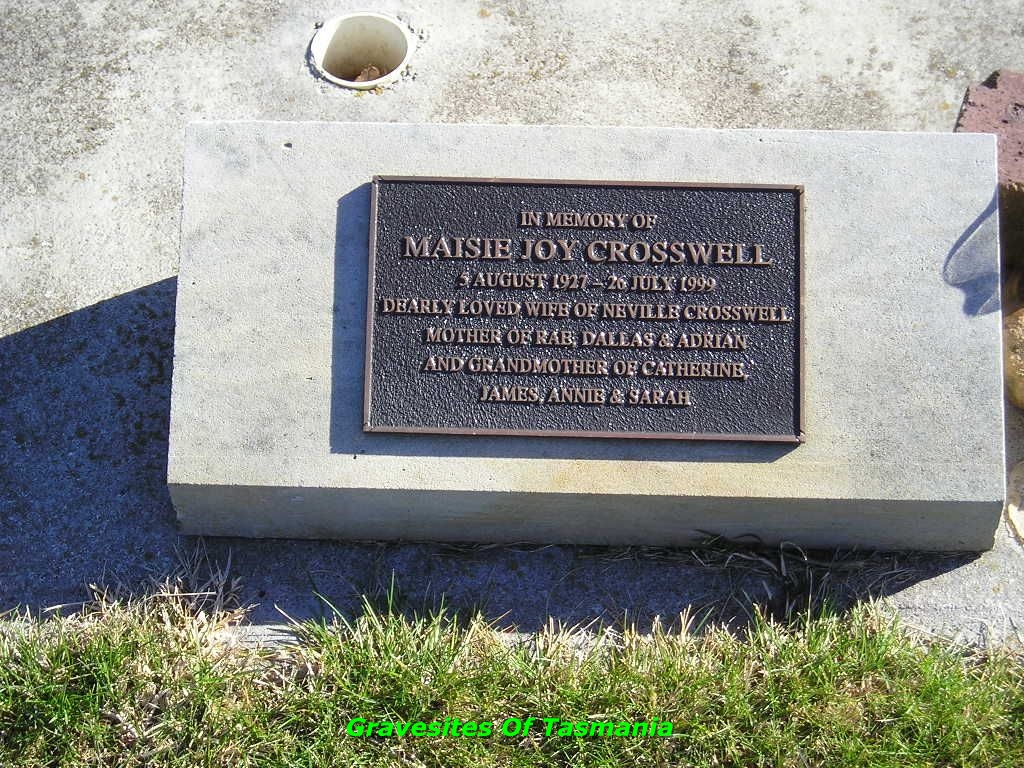 IN MEMORY OF
MAISIE JOY CROSSWELL
5 AUGUST 1927 – 26 JULY 1999
DEARLY LOVED WIFE OF NEVILLE CROSSWELL
MOTHER OF RAE, DALLAS & ADRIAN
AND GRANDMOTHER OF CATHERINE,
JAMES, ANNIE & SARAH
Gravesites Of Tasmania